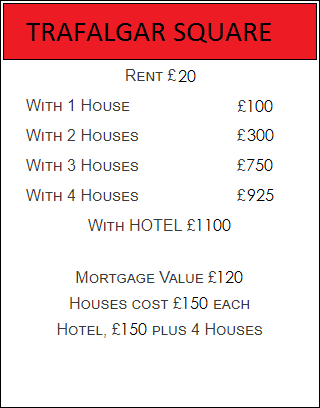 TRAFALGAR SQUARE
RENT £20
WITH 1 HOUSE £100
WITH 2 HOUSES £300
WITH 3 HOUSES £750
WITH 4 HOUSES £925
WITH HOTEL £1100
MORTGAGE VALUE £120
HOUSES COST £150 EACH
HOTEL, £150 PLUS 4 HOUSES